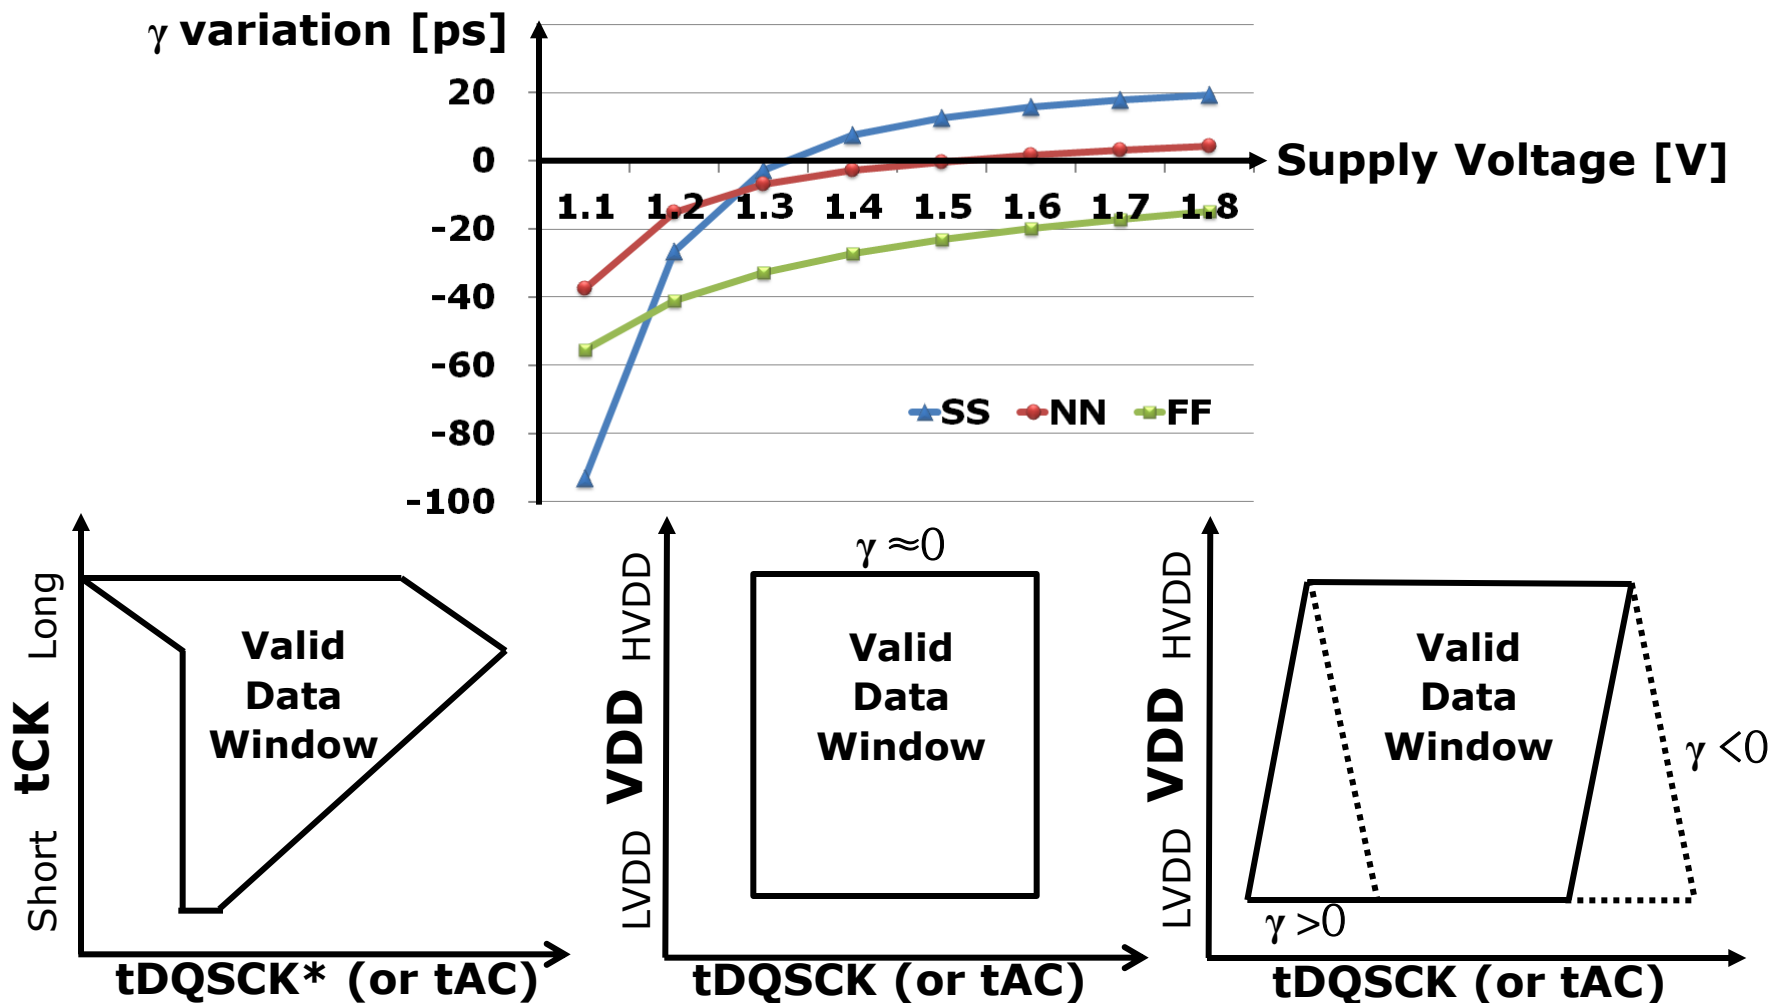 γ variation [ps]
20
0
-20
-40
-60
-80
-100
Supply Voltage [V]
1.1 1.2 1.3 1.4 1.5 1.6 1.7 1.8
SS NN FF
tCK
Long
Short
Valid
Data
Window
tDQSCK* (or tAC)
VDD
HVDD
LVDD
γ ≈0
Valid
Data
Window
tDQSCK (or tAC)
VDD
HVDD
LVDD
Valid
Data
Window
γ <0
γ >0
tDQSCK (or tAC)